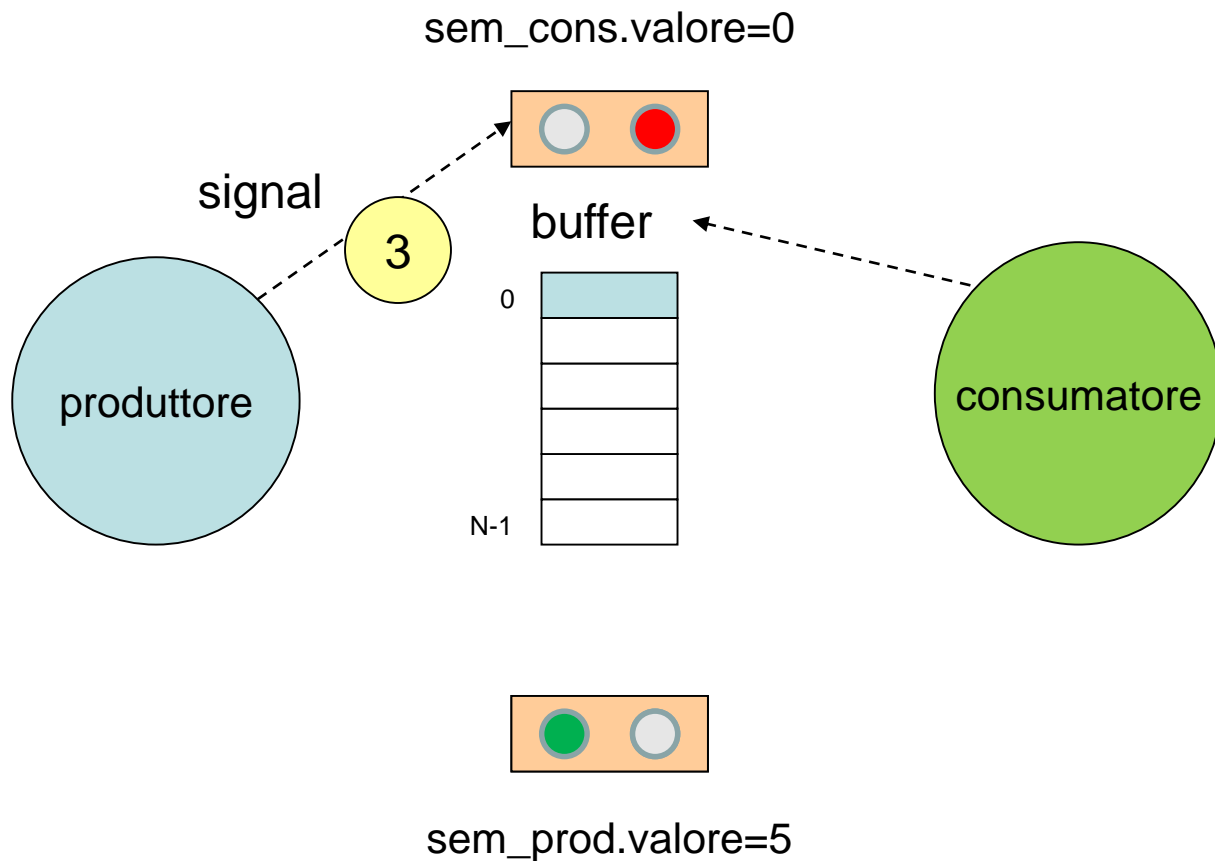 sem_cons.valore=0
signal
buffer
3
0
produttore
consumatore
N-1
sem_prod.valore=5